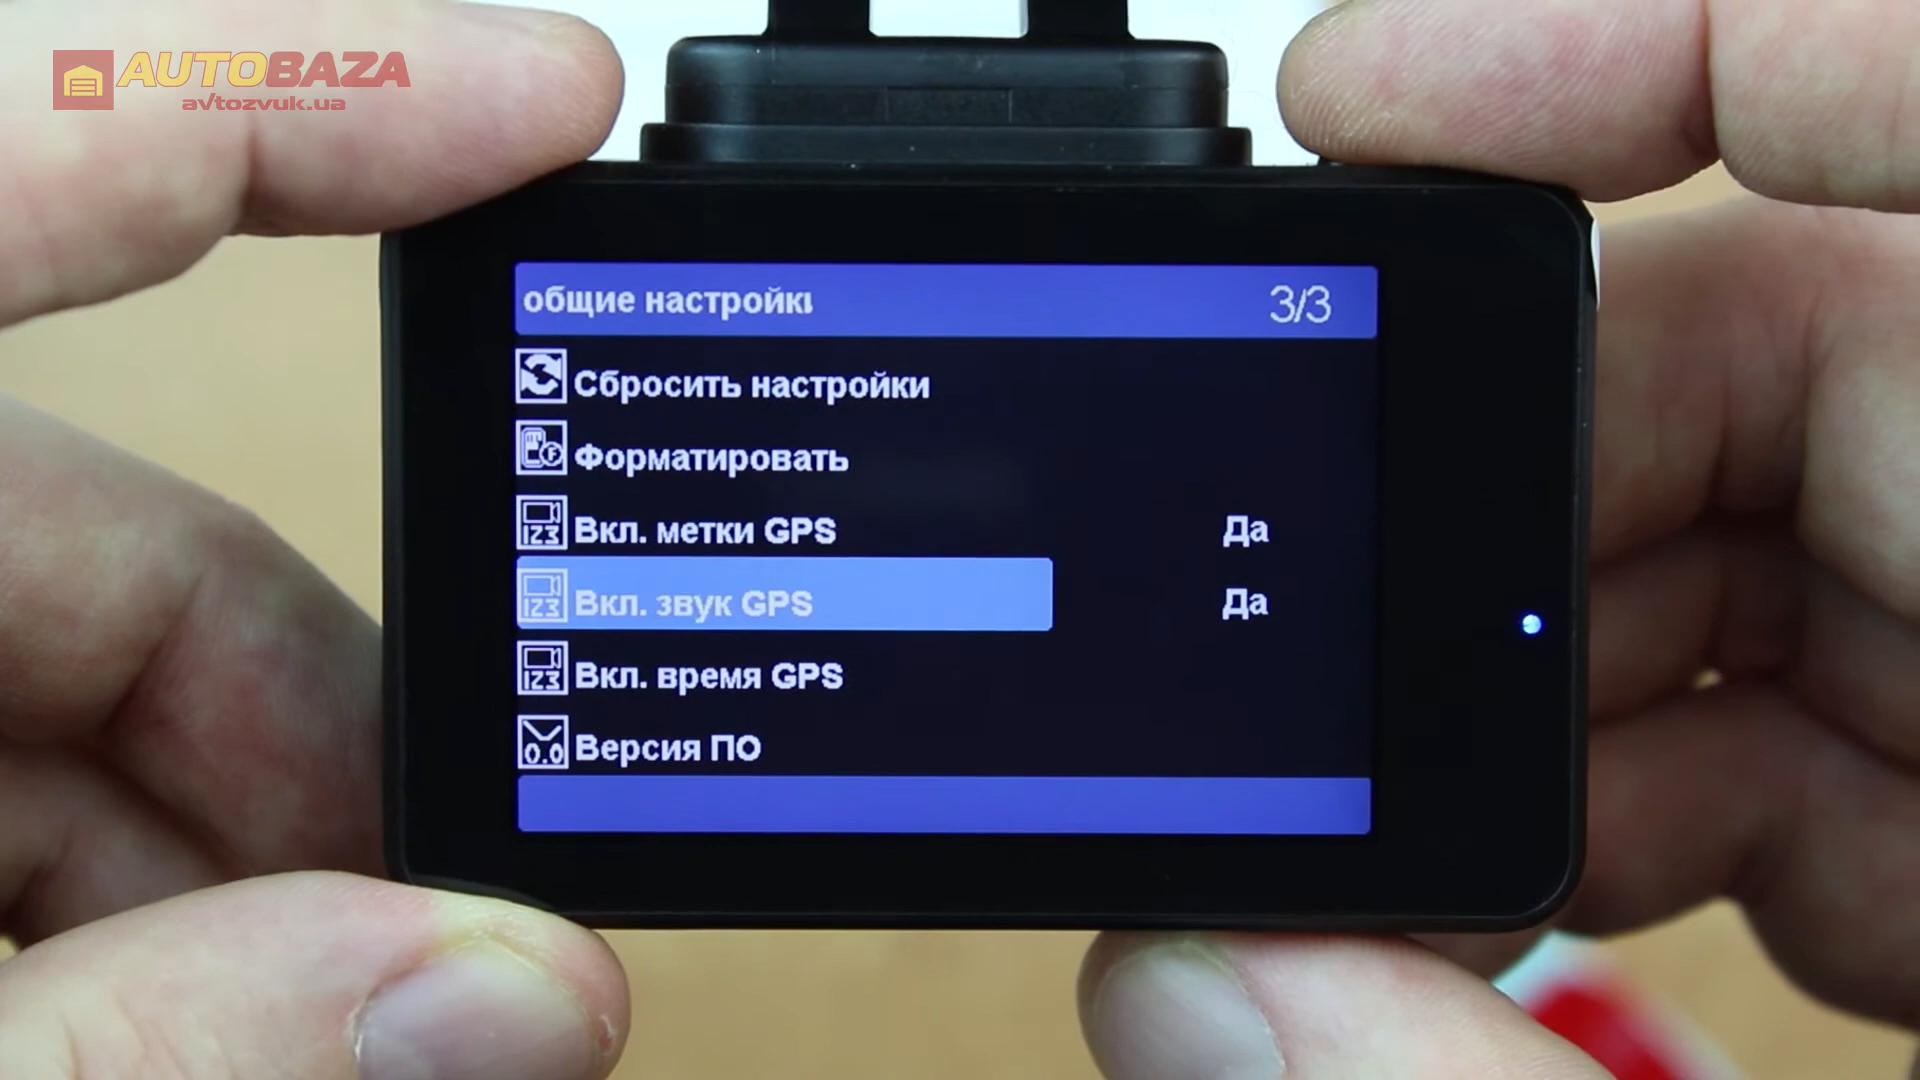 AUTOBAZA
avtozvuk.ua
общие настройки 3/3
Сбросить настройки
Форматировать
Вкл. метки GPS Да
Вкл. звук GPS Да
Вкл. время GPS
Версия ПО